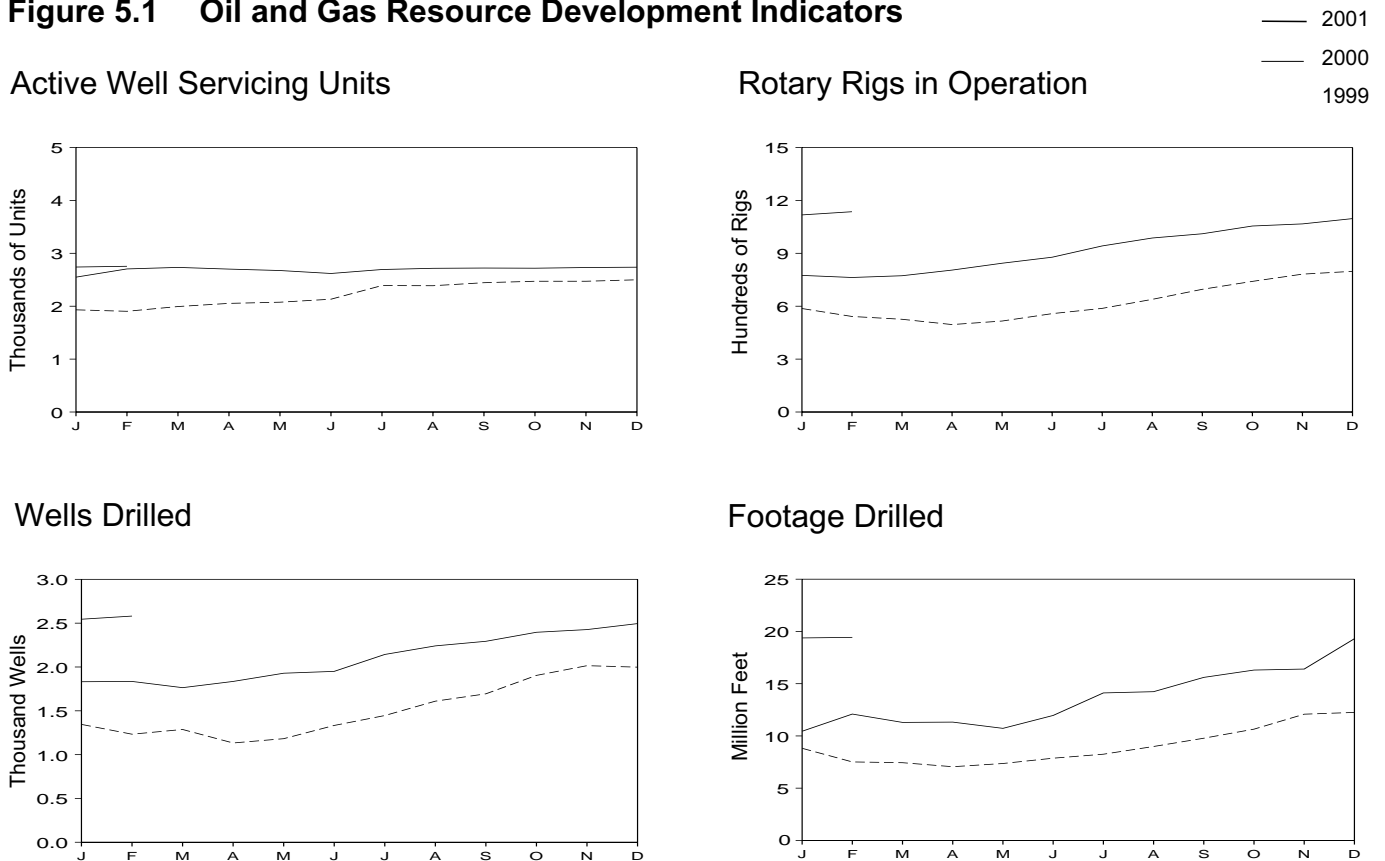 Figure 5.1 Oil and Gas Resource Development Indicators
2001
2000
1999
Active Well Servicing Units
Thousands of Units
5
4
3
2
1
0
J F M A M J J A S O N D
Rotary Rigs in Operation
Hundreds of Rigs
15
12
9
6
3
0
J F M A M J J A S O N D
Wells Drilled
Thousand Wells
3.0
2.5
2.0
1.5
1.0
0.5
0.0
J F M A M J J A S O N D
Footage Drilled
Million Feet
25
20
15
10
5
0
J F M A M J J A S O N D